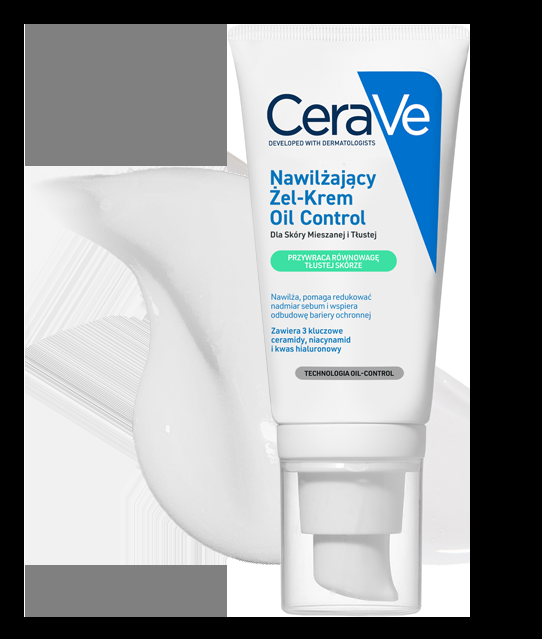 CeraVe
DEVELOPED WITH DERMATOLOGISTS
Nawilżający
Żel-Krem
Oil Control
Dla Skóry Mieszanej i Tłustej
PRZYWRACA RÓWNOWAGĘ
TŁUSTEJ SKÓRZE
Nawilża, pomaga redukować
nadmiar sebum i wspiera
odbudowę bariery ochronnej
Zawiera 3 kluczowe
ceramidy, niacynamid
i kwas hialuronowy
TECHNOLOGIA OIL-CONTROL